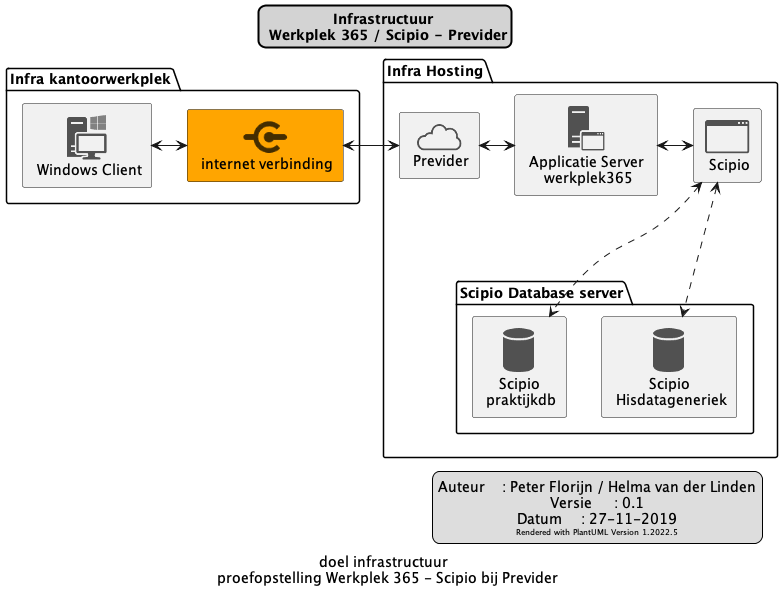 Infrastructuur
Werkplek 365 / Scipio - Previder
Infra kantoorwerkplek
Windows Client
internet verbinding
Infra Hosting
Previder
Applicatie Server
werkplek365
Scipio
Scipio Database server
Scipio
praktijkdb
Scipio
Hisdatageneriek
Auteur : Peter Florijn / Helma van der Linden
Versie : 0.1
Datum : 27-11-2019
Rendered with PlantUML Version 1.2022.5
doel infrastructuur
proefopstelling Werkplek 365 - Scipio bij Previder